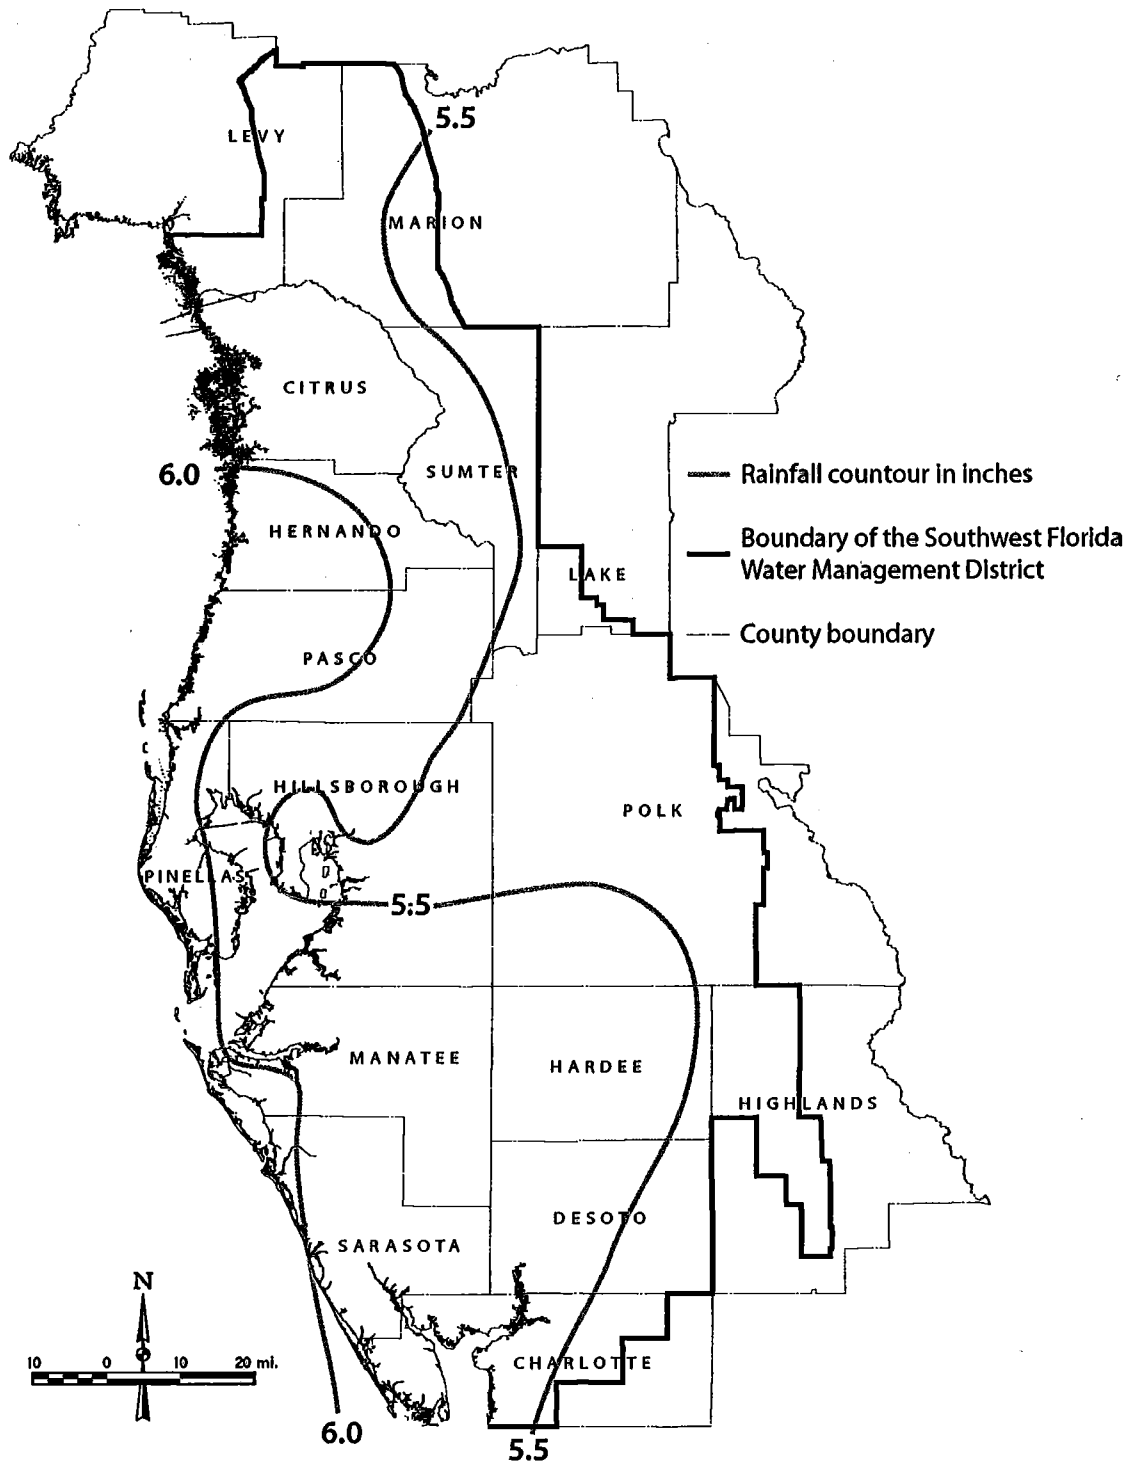 5.5
LEVY
MARION
CITRUS
6.0
SUMTER
Rainfall countour in inches
HERNANDO
Boundary of the Southwest Florida
Water Management District
LAKE
County boundary
PASCO
HILLSBOROUGH
POLK
PINELLAS
5.5
MANATEE
HARDEE
HIGHLANDS
DESOTO
SARASOTA
N
10 0 10 20 mi.
CHARLOTTE
6.0
5.5